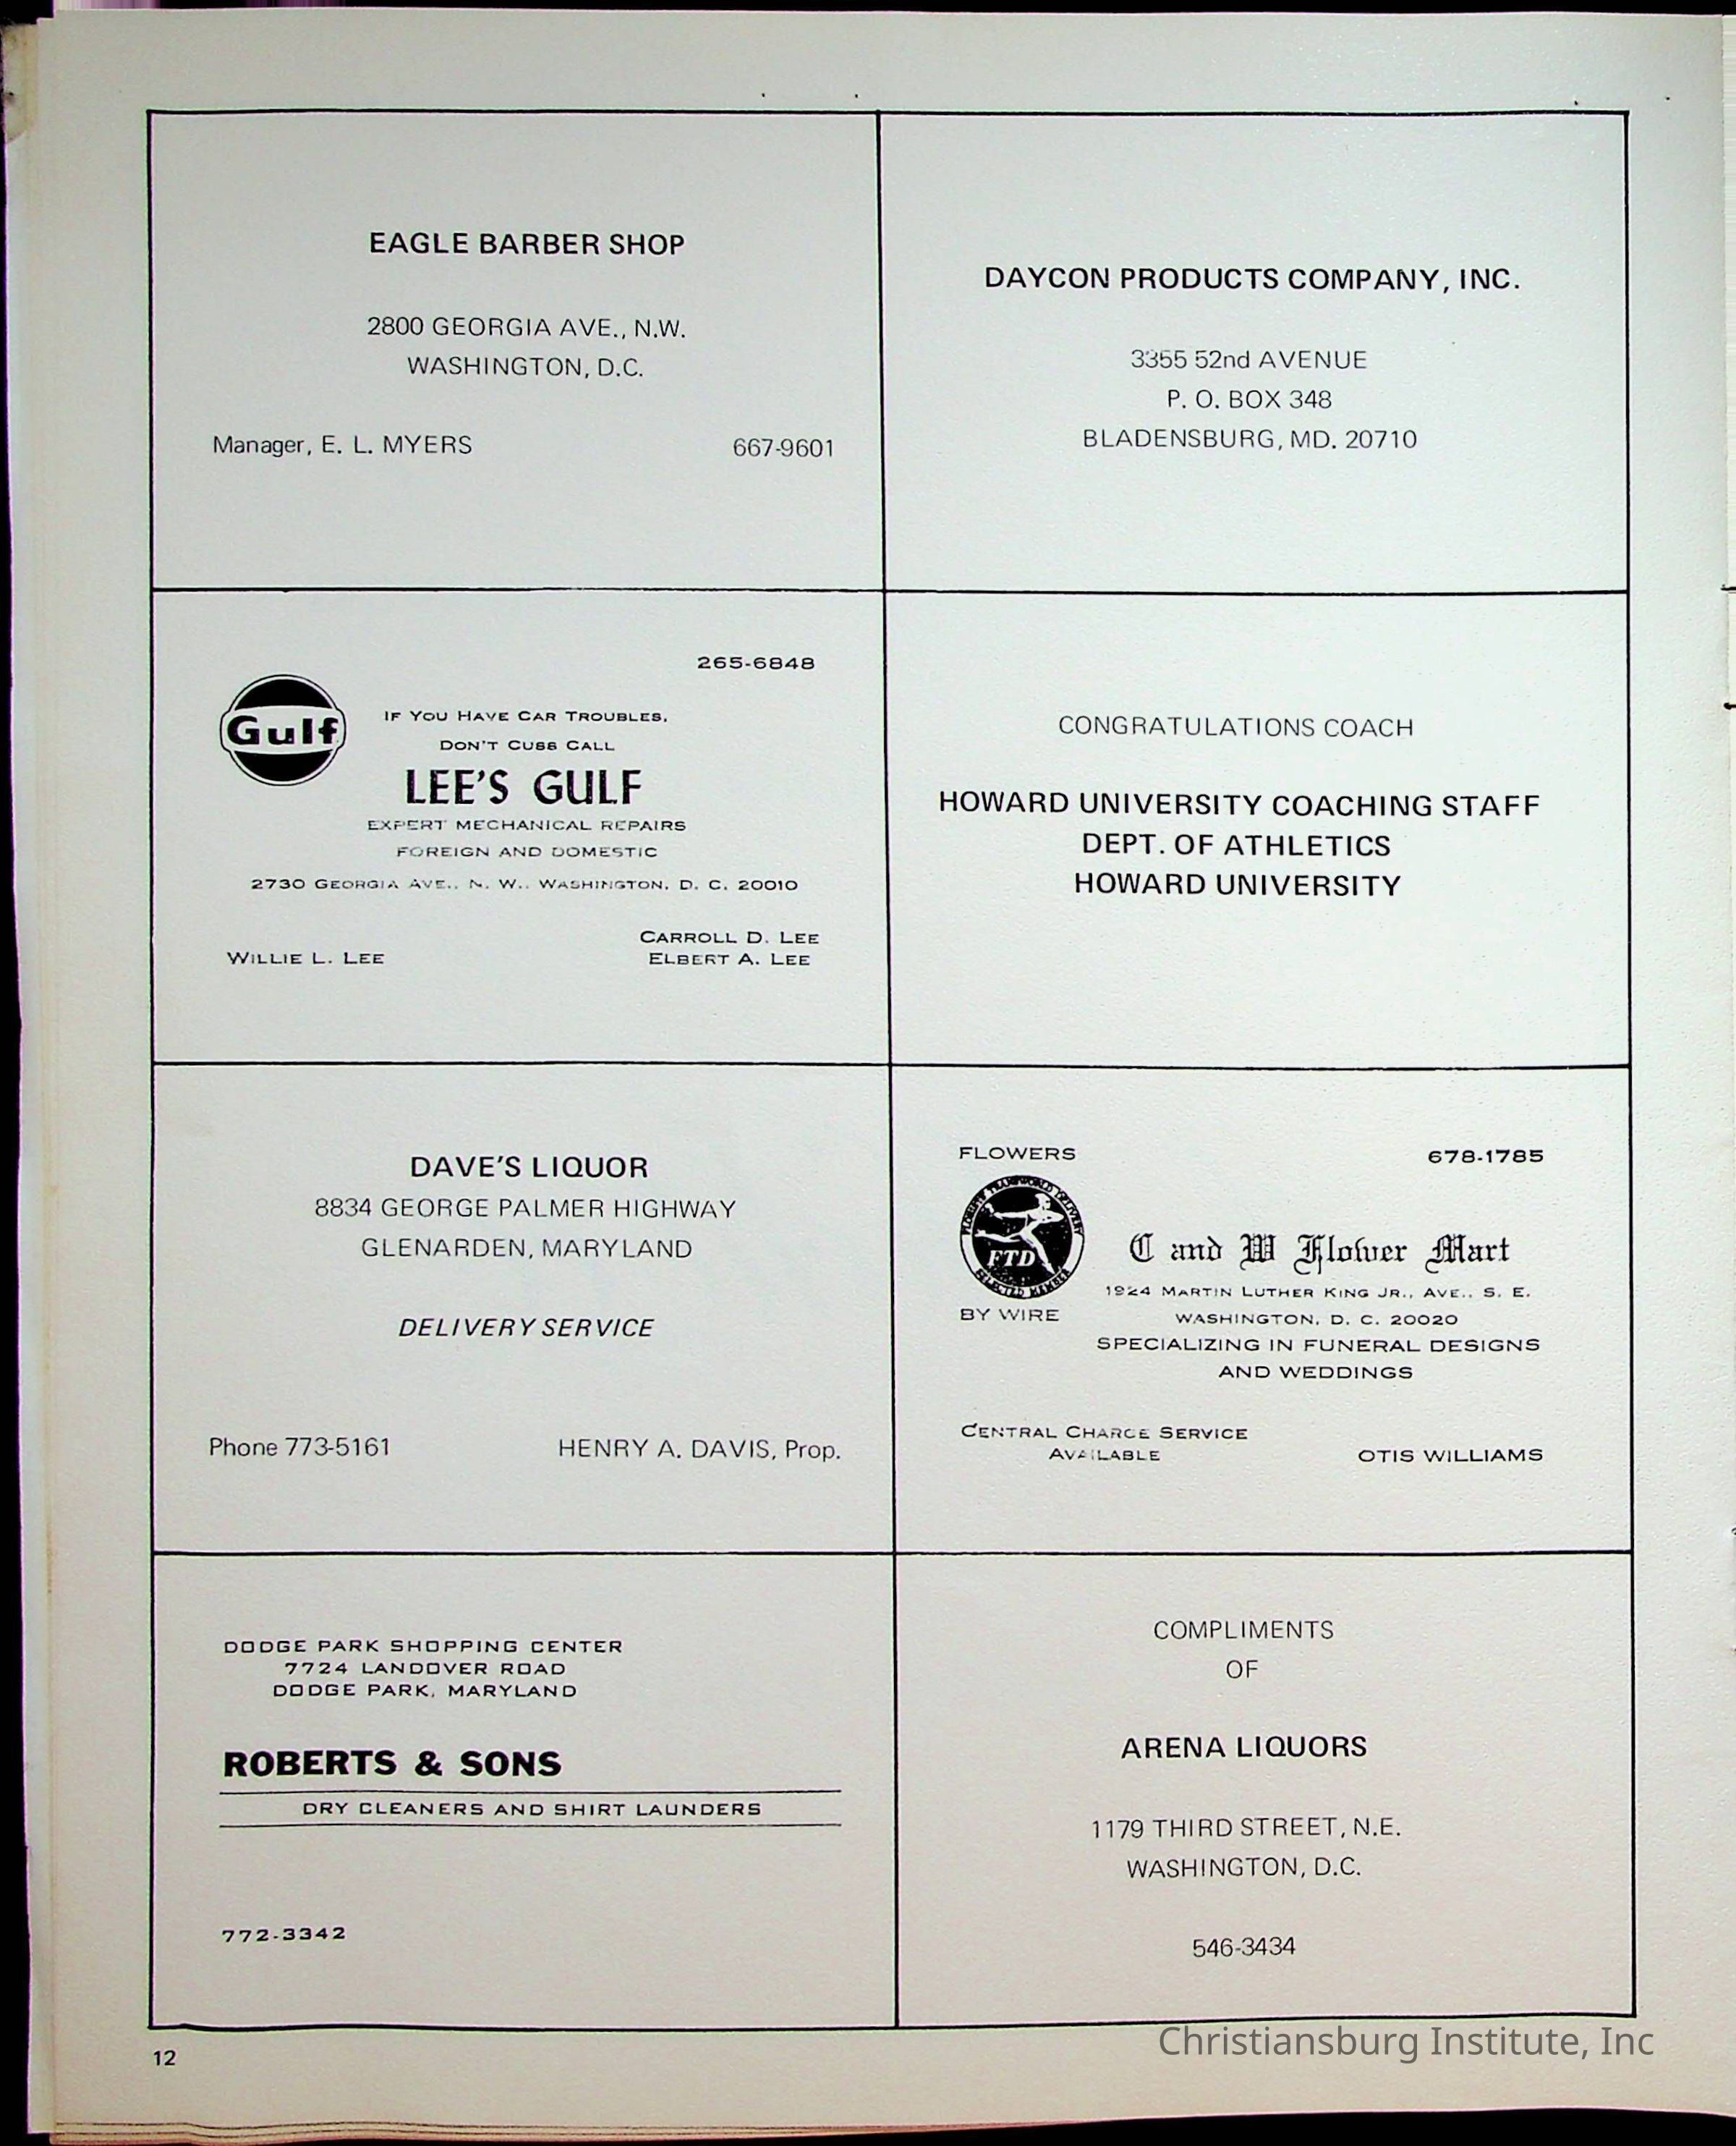 EAGLE BARBER SHOP
2800 GEORGIA AVE., N.W.
WASHINGTON, D.C.
Manager, E. L. MYERS 667-9601
DAYCON PRODUCTS COMPANY, INC.
3355 52nd AVENUE
P. O. BOX 348
BLADENSBURG, MD. 20710
265-6848
Gulf
IF YOU HAVE CAR TROUBLES,
DON'T CUSS CALL
LEE'S GULF
EXPERT MECHANICAL REPAIRS
FOREIGN AND DOMESTIC
2730 GEORGIA AVE., N. W., WASHINGTON, D. C. 20010
CARROLL D. LEE
WILLIE L. LEE ELBERT A. LEE
CONGRATULATIONS COACH
HOWARD UNIVERSITY COACHING STAFF
DEPT. OF ATHLETICS
HOWARD UNIVERSITY
DAVE'S LIQUOR
8834 GEORGE PALMER HIGHWAY
GLENARDEN, MARYLAND
DELIVERY SERVICE
Phone 773-5161 HENRY A. DAVIS, Prop.
FLOWERS 678-1785
FLORISTS' TRANSWORLD DELIVERY
FTD
SELECTED MEMBER
BY WIRE
C and W Flower Mart
1924 MARTIN LUTHER KING JR., AVE., S. E.
WASHINGTON, D. C. 20020
SPECIALIZING IN FUNERAL DESIGNS
AND WEDDINGS
CENTRAL CHARGE SERVICE
AVAILABLE OTIS WILLIAMS
DODGE PARK SHOPPING CENTER
7724 LANDOVER ROAD
DODGE PARK, MARYLAND
ROBERTS & SONS
DRY CLEANERS AND SHIRT LAUNDERS
772-3342
COMPLIMENTS
OF
ARENA LIQUORS
1179 THIRD STREET, N.E.
WASHINGTON, D.C.
546-3434
12
Christiansburg Institute, Inc